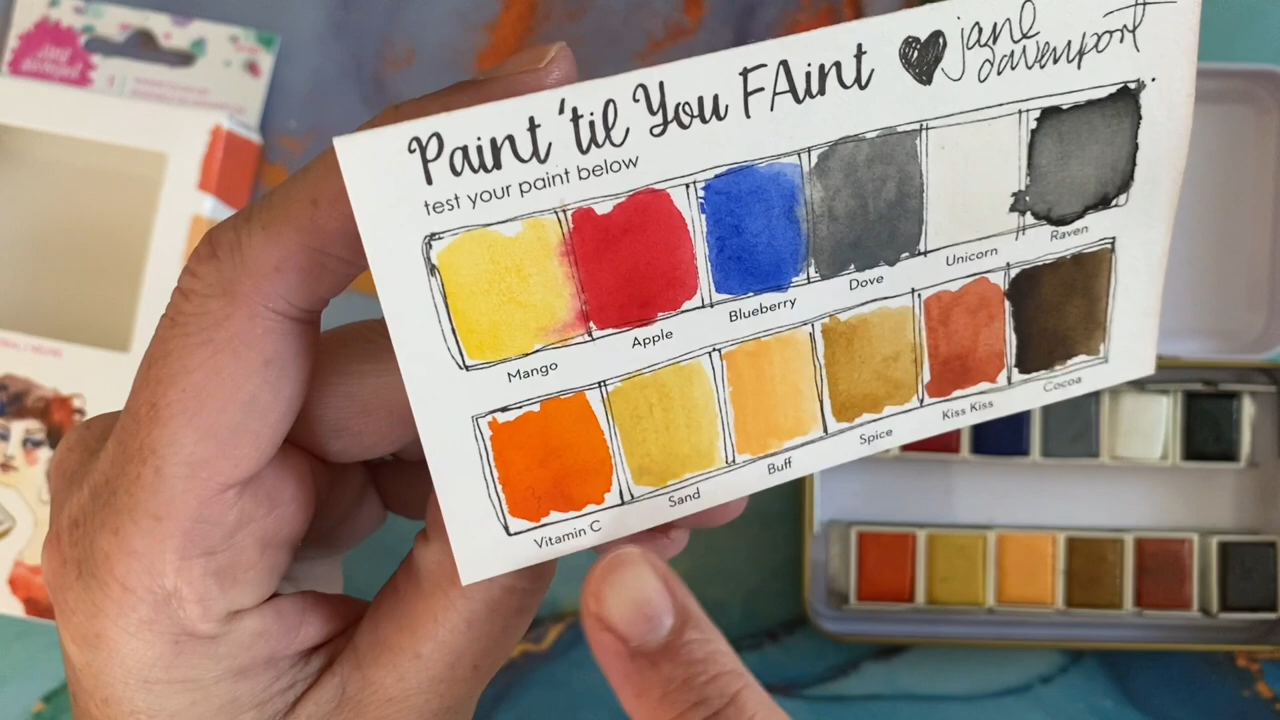 Paint 'til You FAint
jane
davenport
test your paint below
Mango
Apple
Blueberry
Dove
Unicorn
Raven
Vitamin C
Sand
Buff
Spice
Kiss Kiss
Cocoa